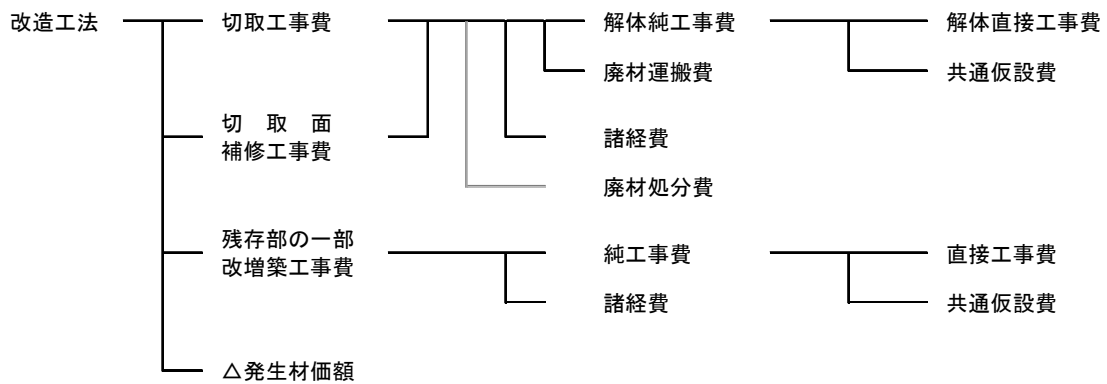 改造工法 切取工事費 解体純工事費 解体直接工事費
廃材運搬費 共通仮設費
切　取　面
補修工事費
諸経費
廃材処分費
残存部の一部
改増築工事費
純工事費 直接工事費
諸経費 共通仮設費
△発生材価額